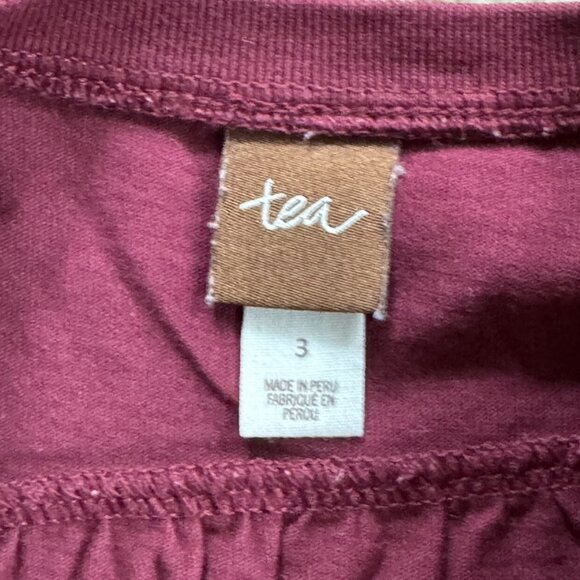 tea
3
MADE IN PERU
FABRIQUÉ EN
PÉROU